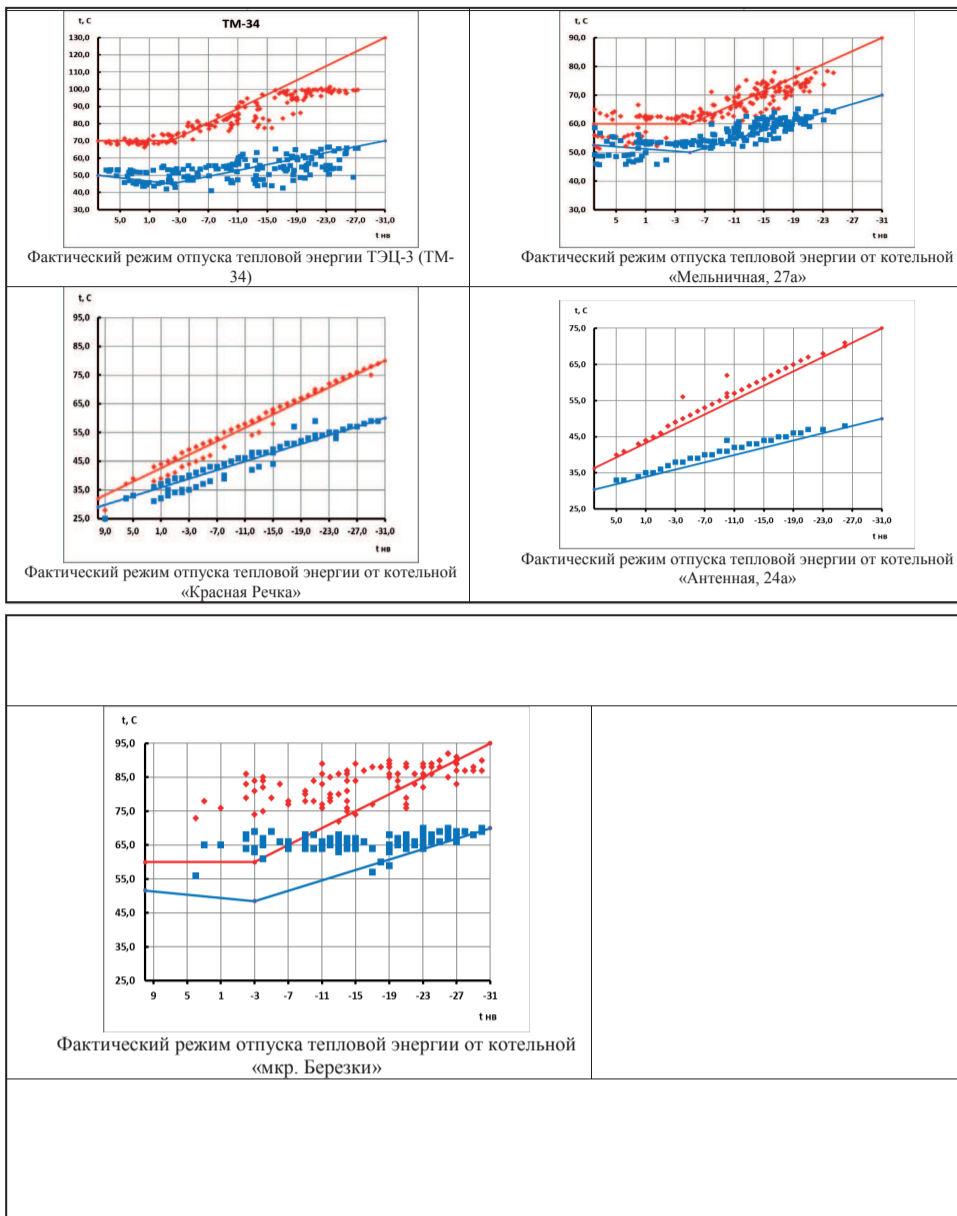 t, C
ТМ-34
130,0
120,0
110,0
100,0
90,0
80,0
70,0
60,0
50,0
40,0
30,0
5,0 1,0 -3,0 -7,0 -11,0 -15,0 -19,0 -23,0 -27,0 -31,0
t нв
Фактический режим отпуска тепловой энергии ТЭЦ-3 (ТМ-
34)
t, C
90,0
80,0
70,0
60,0
50,0
40,0
30,0
5 1 -3 -7 -11 -15 -19 -23 -27 -31
t нв
Фактический режим отпуска тепловой энергии от котельной
«Мельничная, 27а»
t, C
95,0
85,0
75,0
65,0
55,0
45,0
35,0
25,0
9,0 5,0 1,0 -3,0 -7,0 -11,0 -15,0 -19,0 -23,0 -27,0 -31,0
t нв
Фактический режим отпуска тепловой энергии от котельной
«Красная Речка»
t, C
75,0
65,0
55,0
45,0
35,0
25,0
5,0 1,0 -3,0 -7,0 -11,0 -15,0 -19,0 -23,0 -27,0 -31,0
t нв
Фактический режим отпуска тепловой энергии от котельной
«Антенная, 24а»
t, C
95,0
85,0
75,0
65,0
55,0
45,0
35,0
25,0
9 5 1 -3 -7 -11 -15 -19 -23 -27 -31
t нв
Фактический режим отпуска тепловой энергии от котельной
«мкр. Березки»